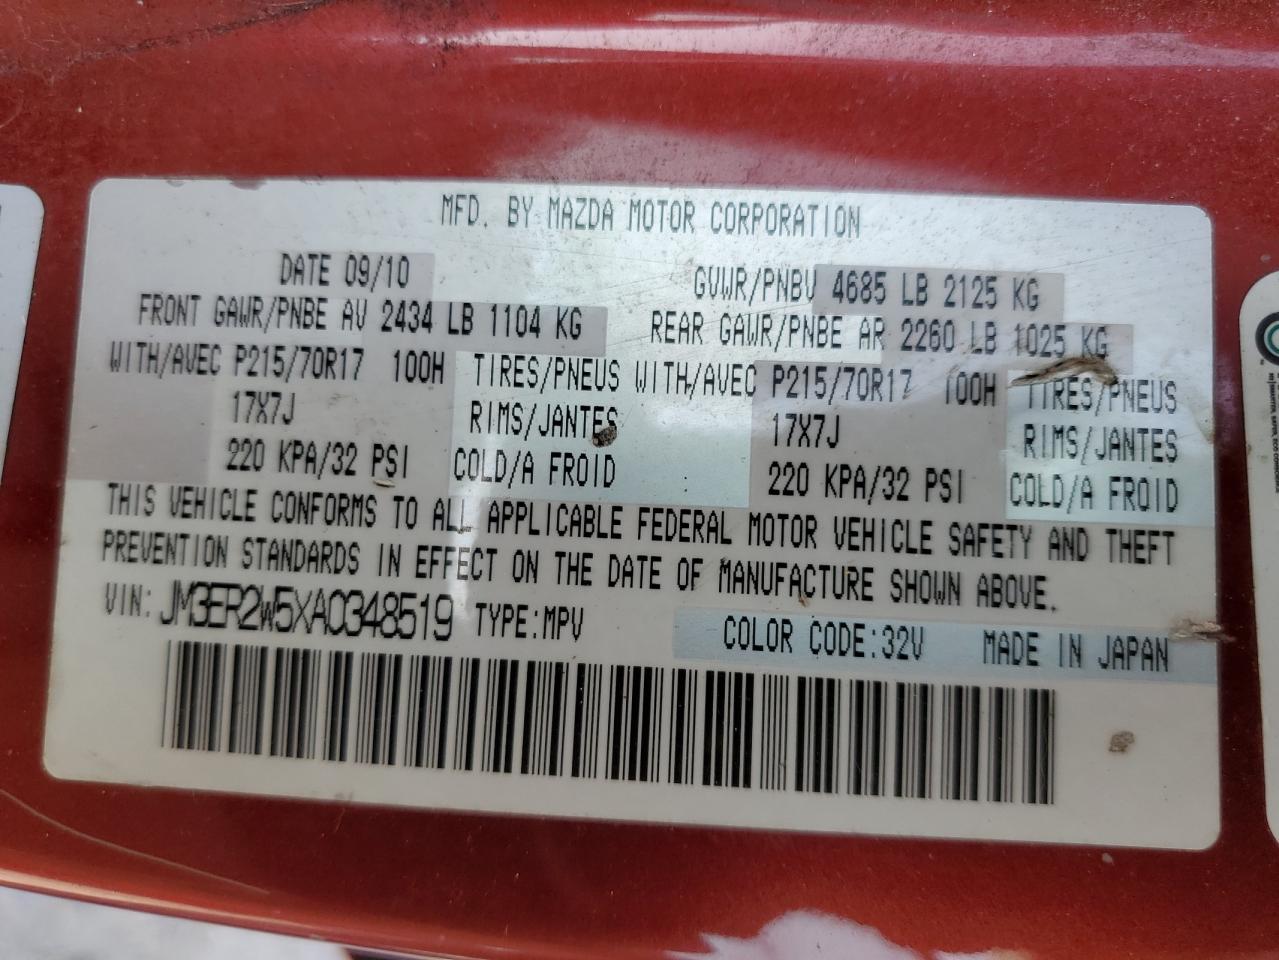 MFD. BY MAZDA MOTOR CORPORATION
DATE 09/10 GVWR/PNBV 4685 LB 2125 KG
FRONT GAWR/PNBE AV 2434 LB 1104 KG REAR GAWR/PNBE AR 2260 LB 1025 KG
WITH/AVEC P215/70R17 100H TIRES/PNEUS WITH/AVEC P215/70R17 100H TIRES/PNEUS
17X7J RIMS/JANTES 17X7J RIMS/JANTES
220 KPA/32 PSI COLD/A FROID : 220 KPA/32 PSI COLD/A FROID
THIS VEHICLE CONFORMS TO ALL APPLICABLE FEDERAL MOTOR VEHICLE SAFETY AND THEFT
PREVENTION STANDARDS IN EFFECT ON THE DATE OF MANUFACTURE SHOWN ABOVE.
VIN: JM3ER2W5XA0348519 TYPE:MPV COLOR CODE:32V MADE IN JAPAN